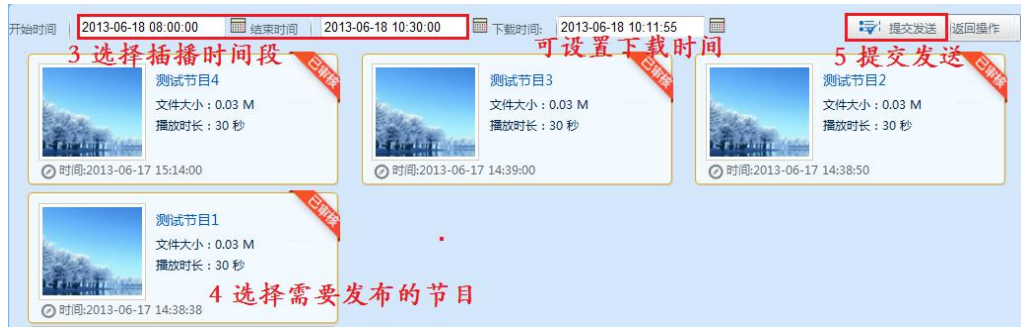 开始时间 2013-06-18 08:00:00 结束时间 2013-06-18 10:30:00 下载时间: 2013-06-18 10:11:55 提交发送 返回操作
3 选择插播时间段 可设置下载时间 5 提交发送
测试节目4 已审核
文件大小：0.03 M
播放时长：30 秒
时间:2013-06-17 15:14:00
测试节目3 已审核
文件大小：0.03 M
播放时长：30 秒
时间:2013-06-17 14:39:00
测试节目2 已审核
文件大小：0.03 M
播放时长：30 秒
时间:2013-06-17 14:38:50
测试节目1 已审核
文件大小：0.03 M
播放时长：30 秒
4 选择需要发布的节目
时间:2013-06-17 14:38:38